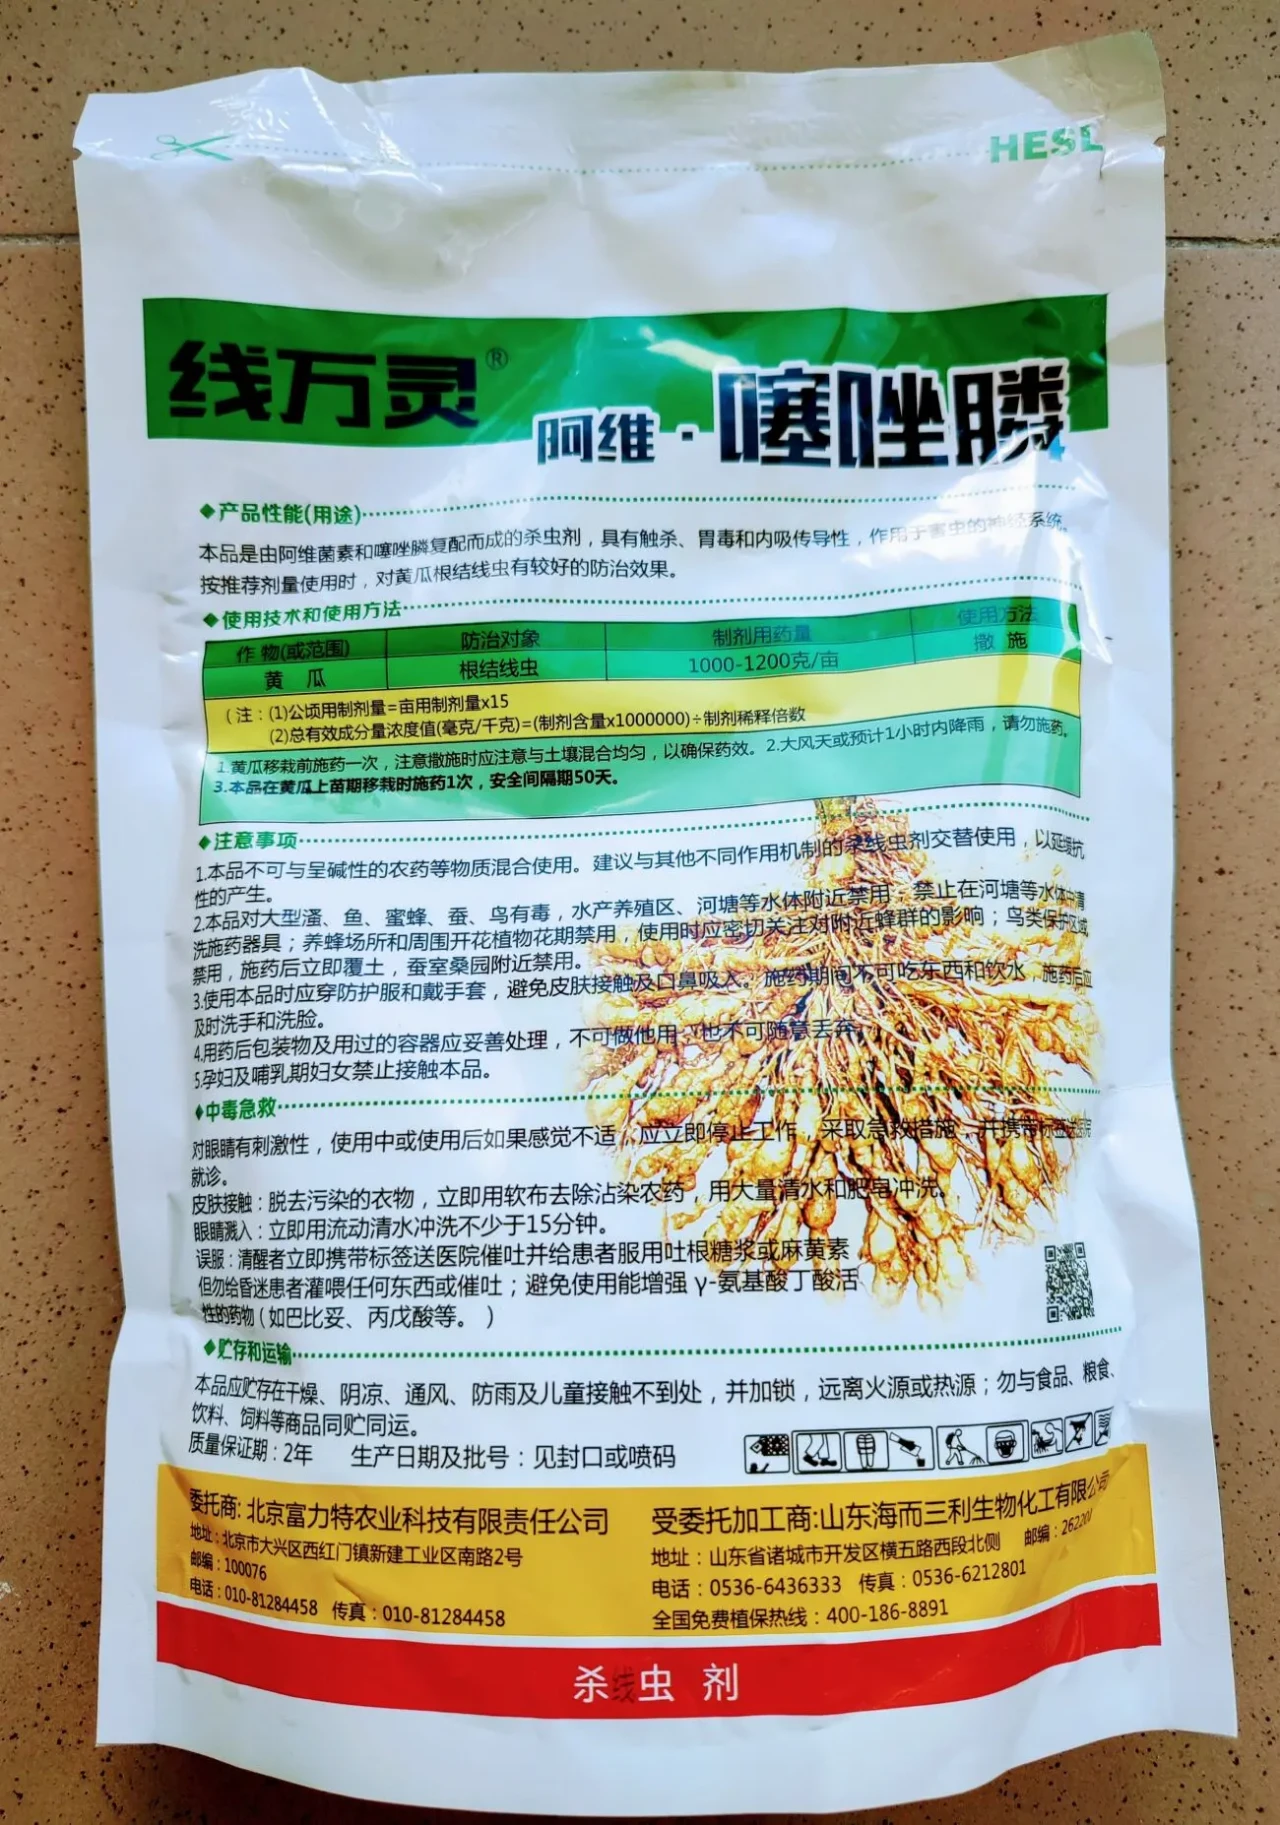 HESL
线万灵®
阿维·噻唑膦
◆产品性能(用途)
本品是由阿维菌素和噻唑膦复配而成的杀虫剂，具有触杀、胃毒和内吸传导性，作用于害虫的神经系统。
按推荐剂量使用时，对黄瓜根结线虫有较好的防治效果。
◆使用技术和使用方法
作物(或范围) 防治对象 制剂用药量 使用方法
黄 瓜 根结线虫 1000-1200克/亩 撒 施
(注：(1)公顷用制剂量=亩用制剂量x15
(2)总有效成分量浓度值(毫克/千克)=(制剂含量x1000000)÷制剂稀释倍数
1.黄瓜移栽前施药一次，注意撒施时应注意与土壤混合均匀，以确保药效。2.大风天或预计1小时内降雨，请勿施药。
3.本品在黄瓜上苗期移栽时施药1次，安全间隔期50天。
◆注意事项
1.本品不可与呈碱性的农药等物质混合使用。建议与其他不同作用机制的杀线虫剂交替使用，以延缓抗
性的产生。
2.本品对大型溞、鱼、蜜蜂、蚕、鸟有毒，水产养殖区、河塘等水体附近禁用，禁止在河塘等水体中清
洗施药器具；养蜂场所和周围开花植物花期禁用，使用时应密切关注对附近蜂群的影响；鸟类保护区域
禁用，施药后立即覆土，蚕室桑园附近禁用。
3.使用本品时应穿防护服和戴手套，避免皮肤接触及口鼻吸入。施药期间不可吃东西和饮水，施药后应
及时洗手和洗脸。
4.用药后包装物及用过的容器应妥善处理，不可做他用，也不可随意丢弃。
5.孕妇及哺乳期妇女禁止接触本品。
◆中毒急救
对眼睛有刺激性，使用中或使用后如果感觉不适，应立即停止工作，采取急救措施，并携带标签送医院
就诊。
皮肤接触：脱去污染的衣物，立即用软布去除沾染农药，用大量清水和肥皂冲洗。
眼睛溅入：立即用流动清水冲洗不少于15分钟。
误服：清醒者立即携带标签送医院催吐并给患者服用吐根糖浆或麻黄素
但勿给昏迷患者灌喂任何东西或催吐；避免使用能增强 γ-氨基酸丁酸活
性的药物(如巴比妥、丙戊酸等。)
◆贮存和运输
本品应贮存在干燥、阴凉、通风、防雨及儿童接触不到处，并加锁，远离火源或热源；勿与食品、粮食、
饮料、饲料等商品同贮同运。
质量保证期：2年 生产日期及批号：见封口或喷码
委托商: 北京富力特农业科技有限责任公司
地址：北京市大兴区西红门镇新建工业区南路2号
邮编：100076
电话：010-81284458 传真：010-81284458
受委托加工商:山东海而三利生物化工有限公司
地址：山东省诸城市开发区横五路西段北侧 邮编：262200
电话：0536-6436333 传真：0536-6212801
全国免费植保热线：400-186-8891
杀线虫 剂